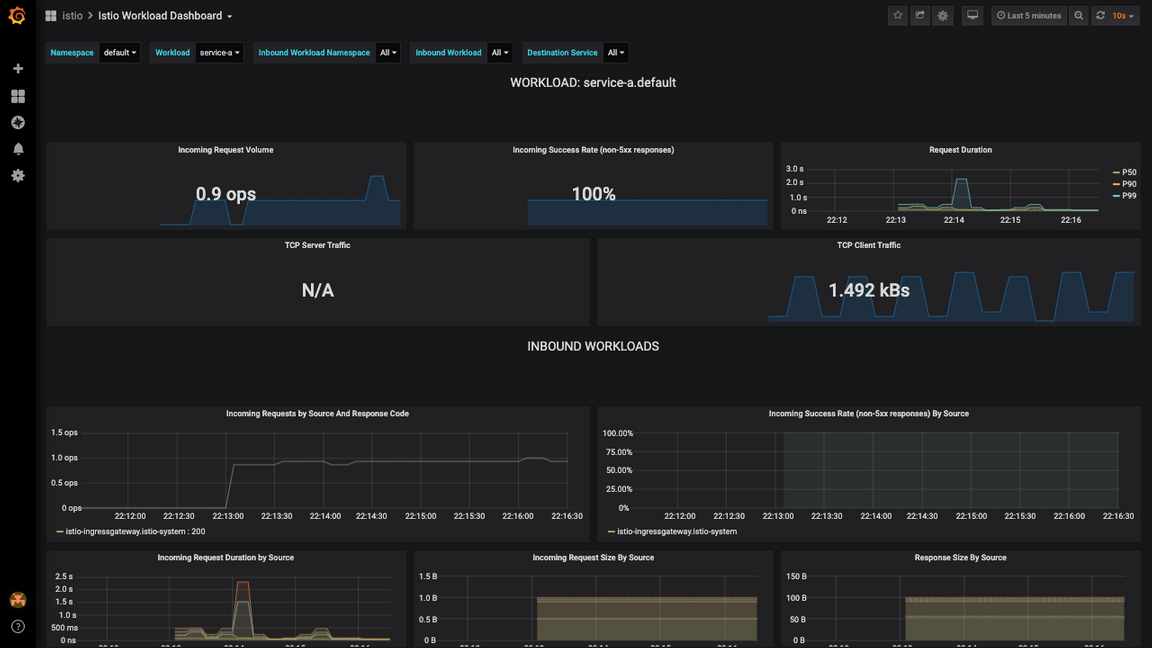 istio > Istio Workload Dashboard
Last 5 minutes 10s
Namespace default Workload service-a Inbound Workload Namespace All Inbound Workload All Destination Service All
WORKLOAD: service-a.default
Incoming Request Volume
0.9 ops
Incoming Success Rate (non-5xx responses)
100%
Request Duration
3.0 s
2.0 s
1.0 s
0 ns
22:12 22:13 22:14 22:15 22:16
P50
P90
P99
TCP Server Traffic
N/A
TCP Client Traffic
1.492 kBs
INBOUND WORKLOADS
Incoming Requests by Source And Response Code
1.5 ops
1.0 ops
0.5 ops
0 ops
22:12:00 22:12:30 22:13:00 22:13:30 22:14:00 22:14:30 22:15:00 22:15:30 22:16:00 22:16:30
istio-ingressgateway.istio-system : 200
Incoming Success Rate (non-5xx responses) By Source
100.00%
75.00%
50.00%
25.00%
0%
22:12:00 22:12:30 22:13:00 22:13:30 22:14:00 22:14:30 22:15:00 22:15:30 22:16:00 22:16:30
istio-ingressgateway.istio-system
Incoming Request Duration by Source
2.5 s
2.0 s
1.5 s
1.0 s
500 ms
0 ns
Incoming Request Size By Source
1.5 B
1.0 B
0.5 B
0 B
Response Size By Source
150 B
100 B
50 B
0 B